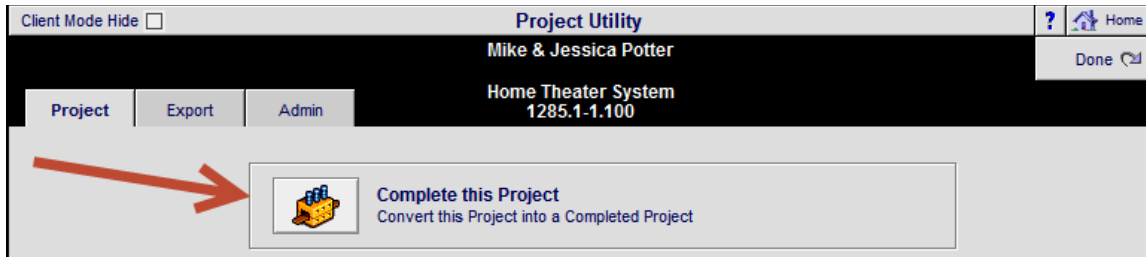 Client Mode Hide
Project Utility
?
Home
Mike & Jessica Potter
Done
Home Theater System
1285.1-1.100
Project
Export
Admin
Complete this Project
Convert this Project into a Completed Project